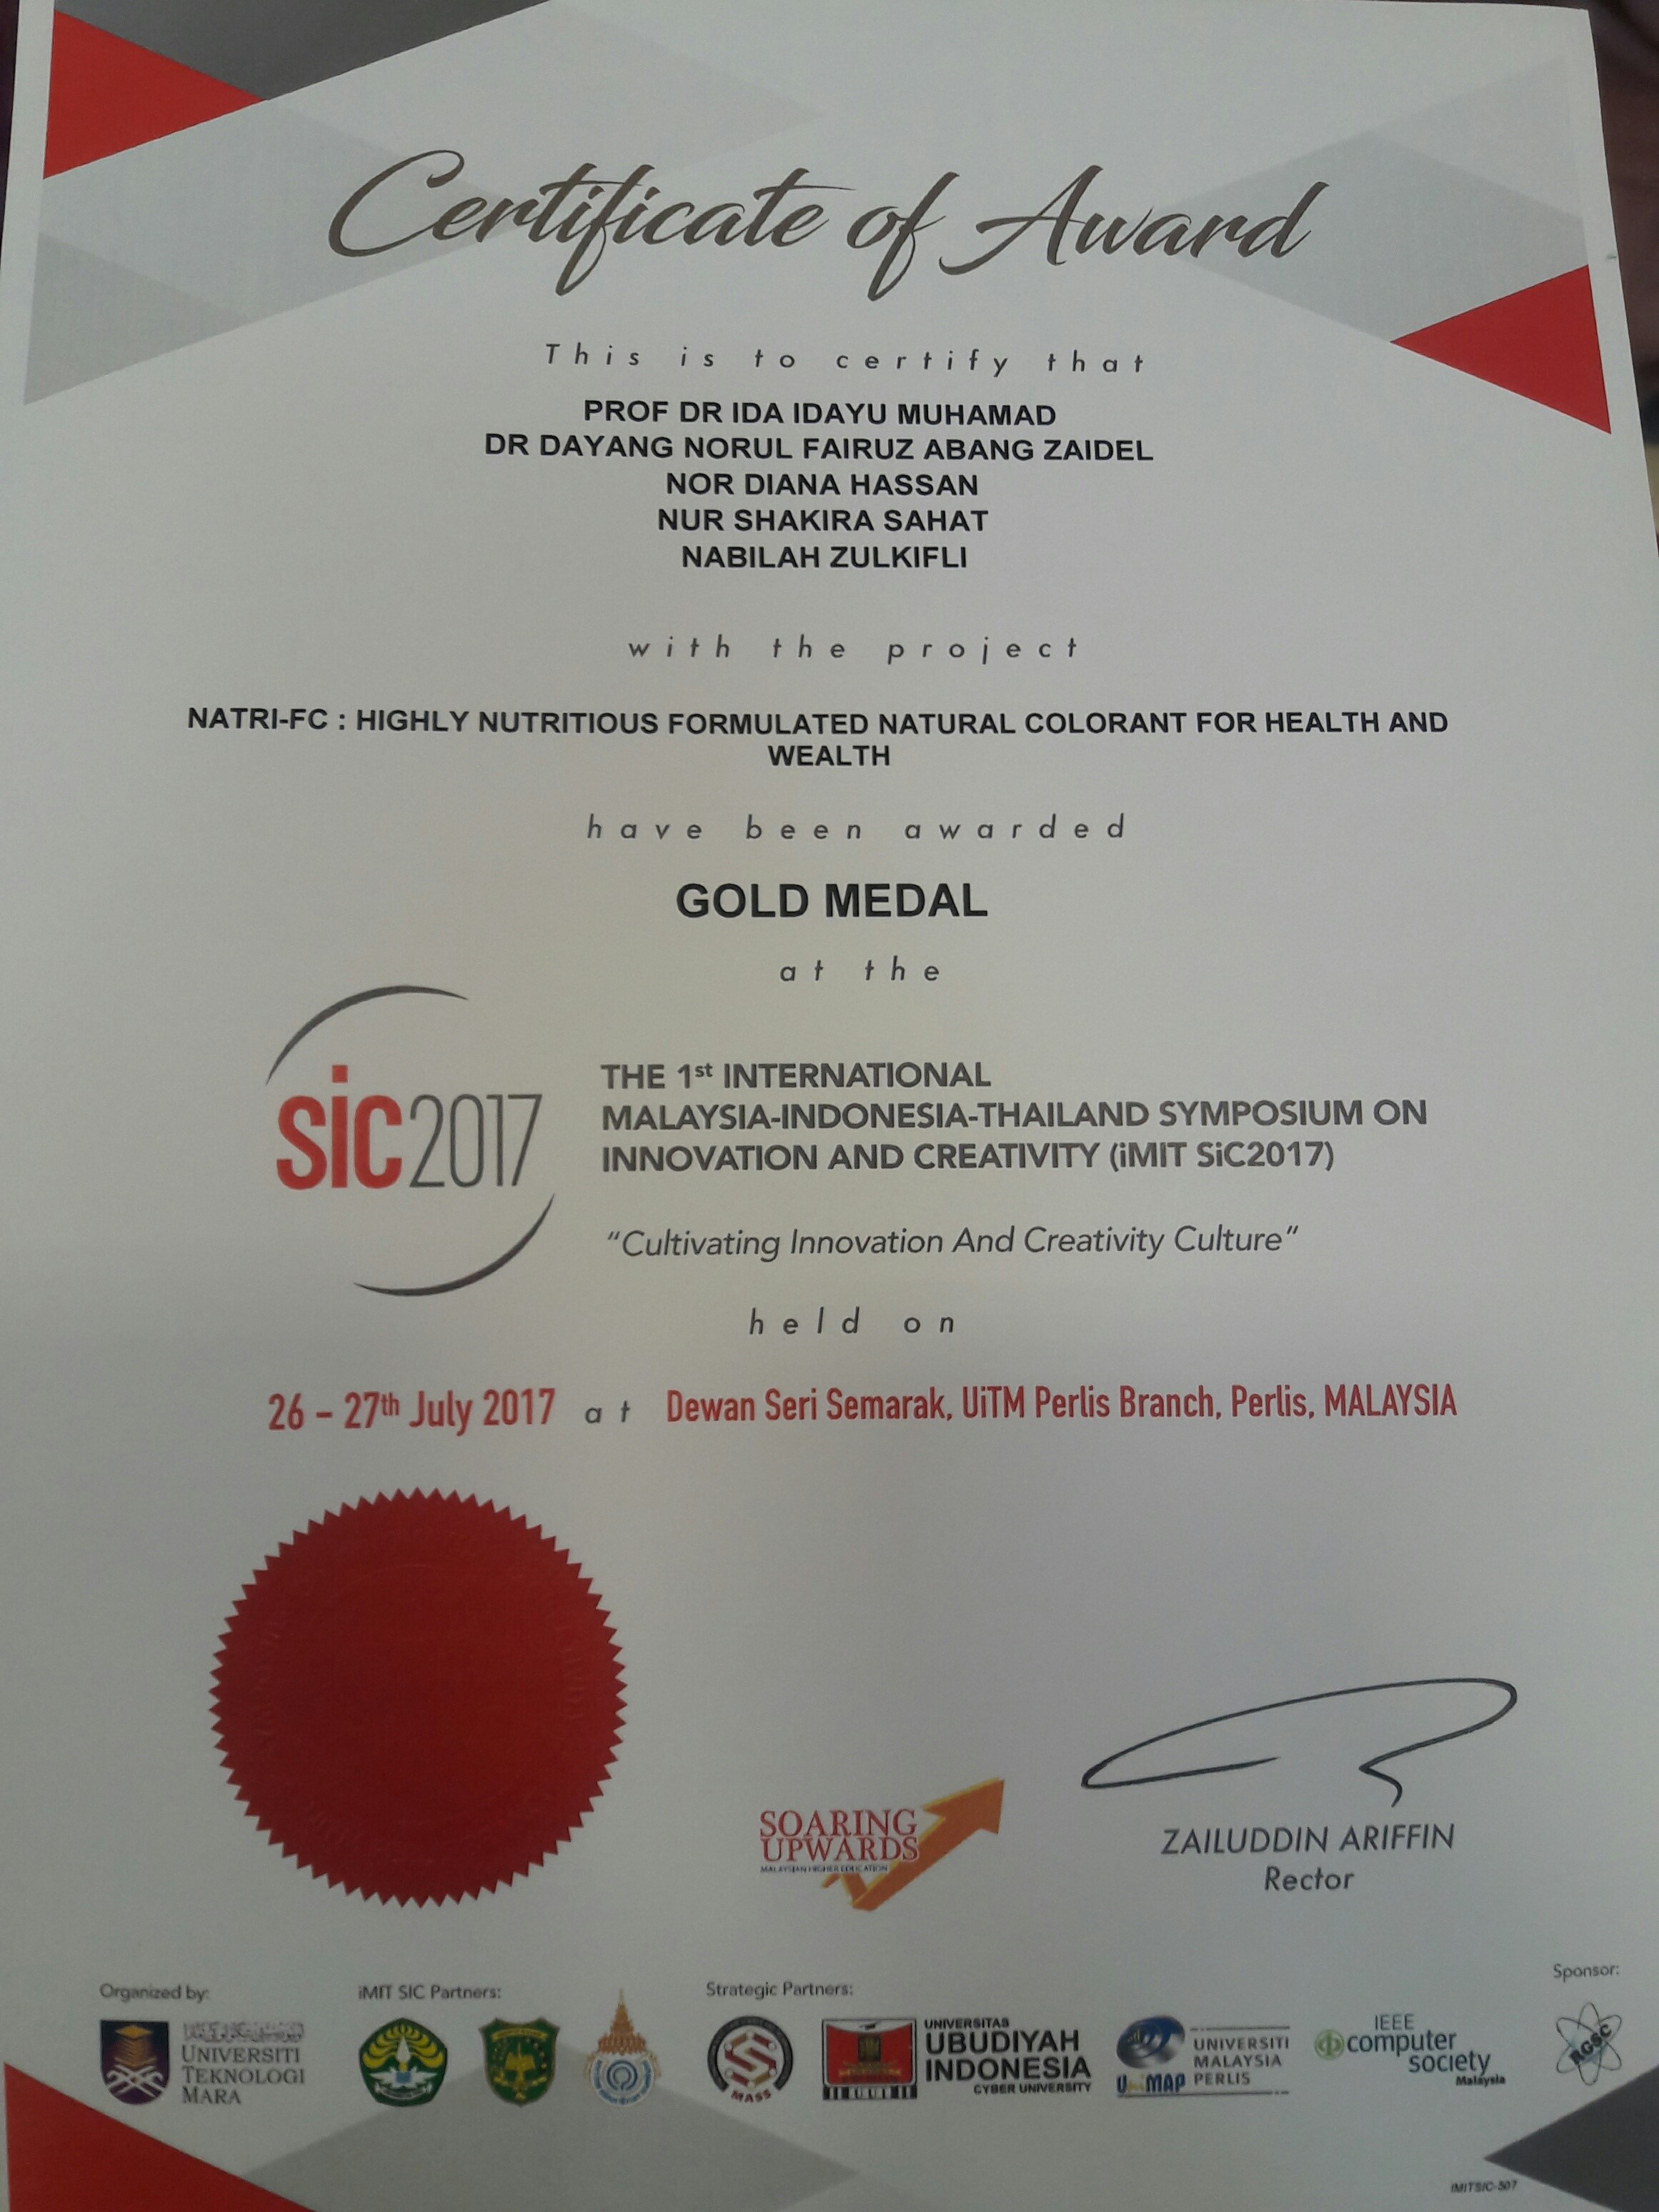 Certificate of Award
This is to certify that
PROF DR IDA IDAYU MUHAMAD
DR DAYANG NORUL FAIRUZ ABANG ZAIDEL
NOR DIANA HASSAN
NUR SHAKIRA SAHAT
NABILAH ZULKIFLI
with the project
NATRI-FC : HIGHLY NUTRITIOUS FORMULATED NATURAL COLORANT FOR HEALTH AND
WEALTH
have been awarded
GOLD MEDAL
at the
SiC2017
THE 1st INTERNATIONAL
MALAYSIA-INDONESIA-THAILAND SYMPOSIUM ON
INNOVATION AND CREATIVITY (iMIT SiC2017)
"Cultivating Innovation And Creativity Culture"
held on
26 – 27th July 2017 at Dewan Seri Semarak, UiTM Perlis Branch, Perlis, MALAYSIA
SOARING
UPWARDS
MALAYSIAN HIGHER EDUCATION
ZAILUDDIN ARIFFIN
Rector
Organized by:
UNIVERSITI
TEKNOLOGI
MARA
iMIT SIC Partners:
Strategic Partners:
MASS
UNIVERSITAS
UBUDIYAH
INDONESIA
CYBER UNIVERSITY
UniMAP
UNIVERSITI
MALAYSIA
PERLIS
IEEE
computer
society
Malaysia
Sponsor:
RGSC
IMITSIC-507